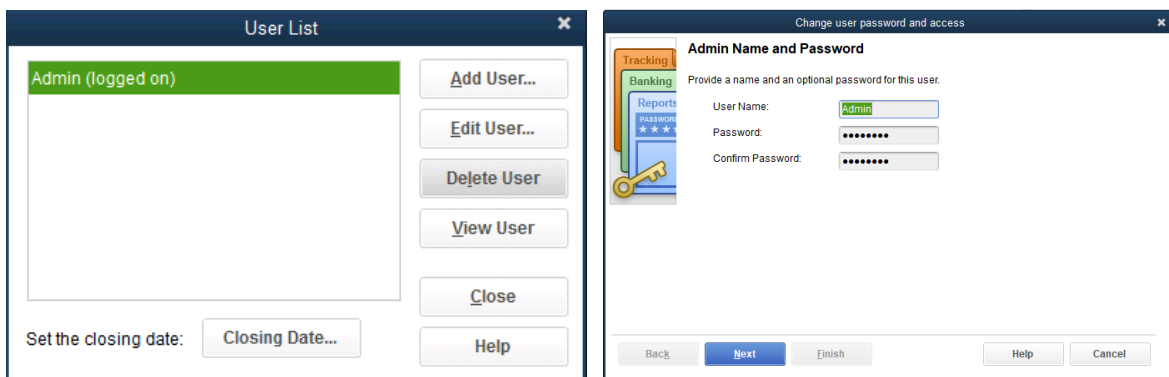 User List
Admin (logged on)
Add User...
Edit User...
Delete User
View User
Close
Help
Set the closing date:
Closing Date...
Change user password and access
Tracking
Banking
Reports
PASSWORD
Admin Name and Password
Provide a name and an optional password for this user.
User Name:
Admin
Password:
••••••••
Confirm Password:
••••••••
Back
Next
Finish
Help
Cancel